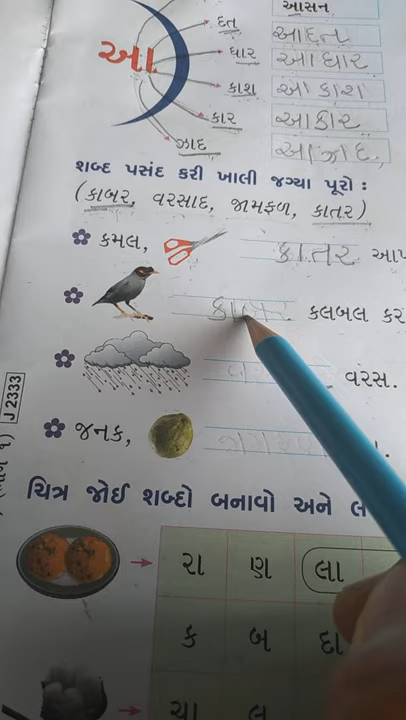 આસન
દત આદત
આ ધાર આધાર
કાશ આકાશ
કાર આકાર
ઝાદ આઝાદ
શબ્દ પસંદ કરી ખાલી જગ્યા પૂરો :
(કાબર, વરસાદ, જામફળ, કાતર)
કમલ, કાતર આપ
કાબર કલબલ કર
વરસ.
જનક,
J 2333
ચિત્ર જોઈ શબ્દો બનાવો અને લ
રા ણ લા
ક બ દા
ચા લ